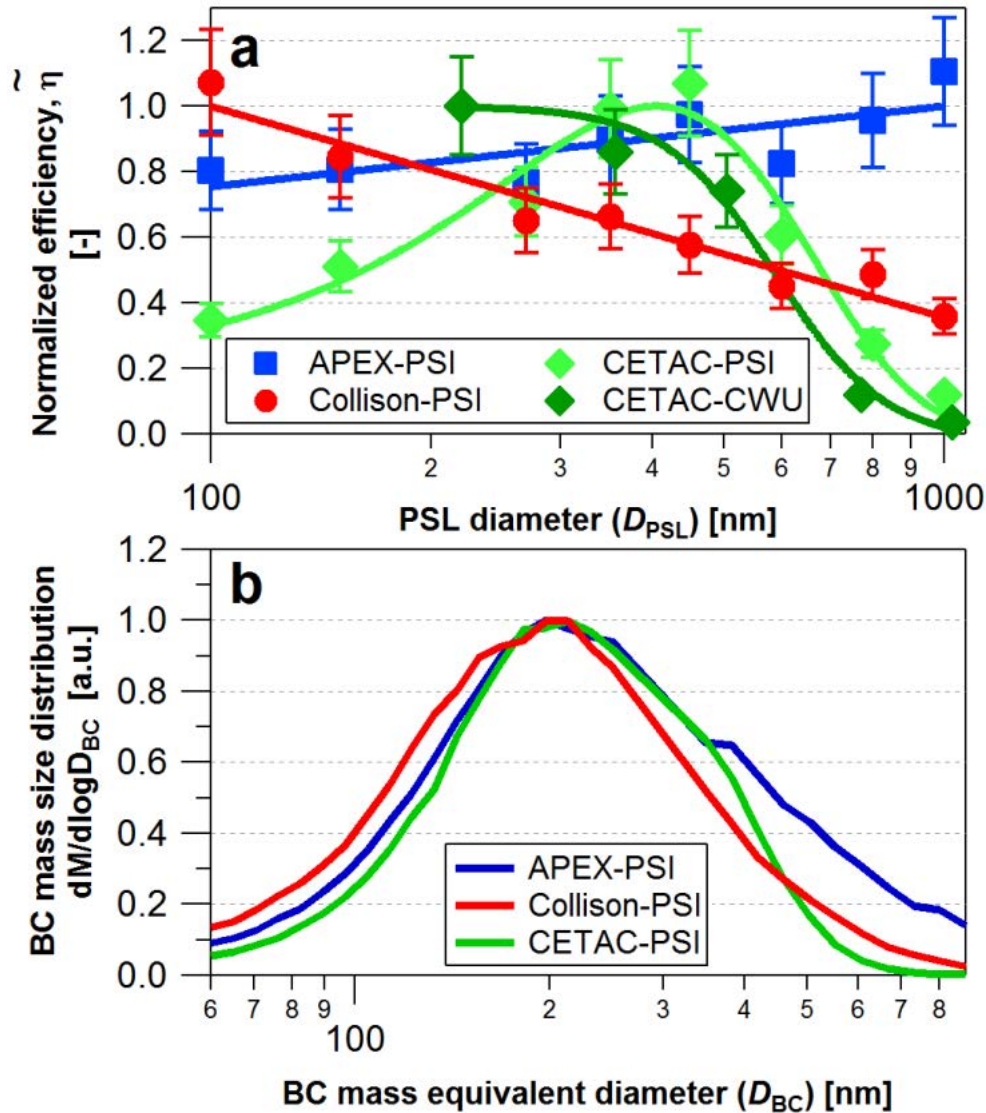 a
Normalized efficiency, η̃
[-]
1.2
1.0
0.8
0.6
0.4
0.2
0.0
APEX-PSI
CETAC-PSI
Collison-PSI
CETAC-CWU
100
2
3
4
5
6
7
8
9
1000
PSL diameter (D_PSL) [nm]
b
BC mass size distribution
dM/dlogD_BC [a.u.]
1.2
1.0
0.8
0.6
0.4
0.2
0.0
APEX-PSI
Collison-PSI
CETAC-PSI
6
7
8
9
100
2
3
4
5
6
7
8
BC mass equivalent diameter (D_BC) [nm]